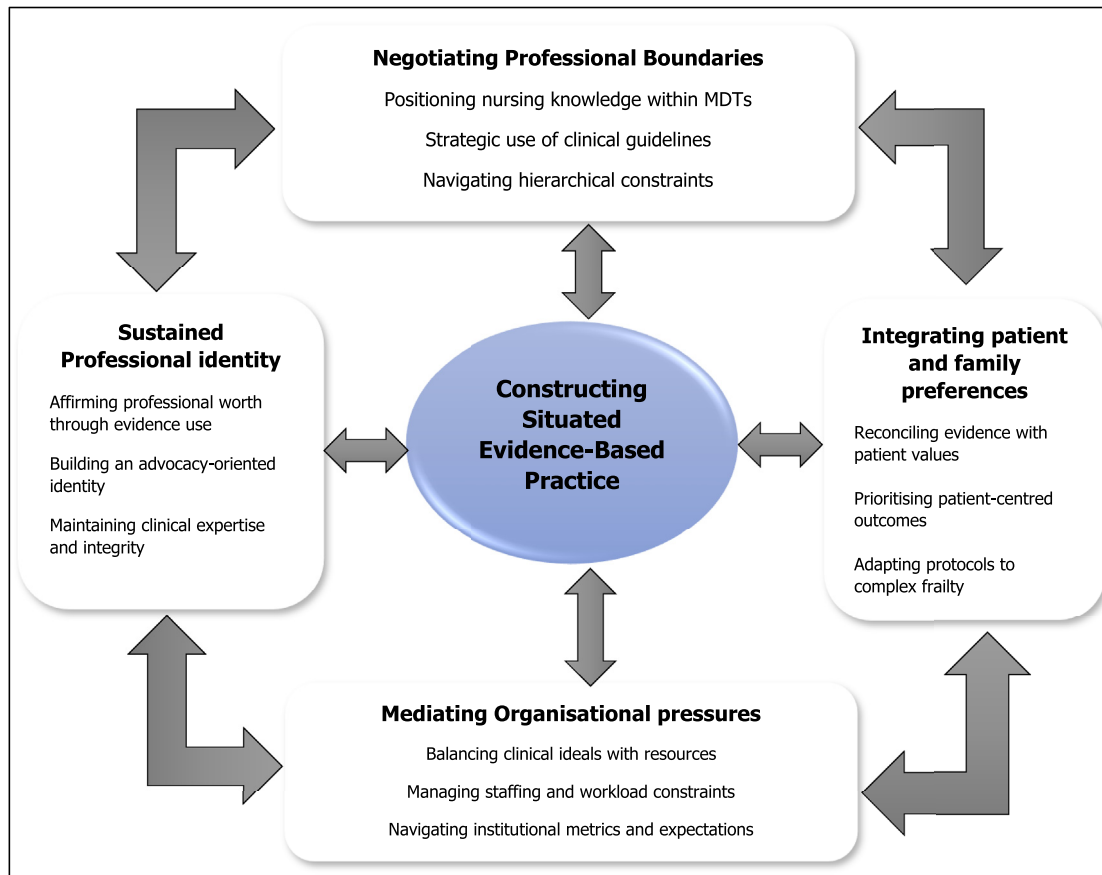 Negotiating Professional Boundaries
Positioning nursing knowledge within MDTs
Strategic use of clinical guidelines
Navigating hierarchical constraints
Sustained
Professional identity
Affirming professional worth
through evidence use
Building an advocacy-oriented
identity
Maintaining clinical expertise
and integrity
Constructing
Situated
Evidence-Based
Practice
Integrating patient
and family
preferences
Reconciling evidence with
patient values
Prioritising patient-centred
outcomes
Adapting protocols to
complex frailty
Mediating Organisational pressures
Balancing clinical ideals with resources
Managing staffing and workload constraints
Navigating institutional metrics and expectations